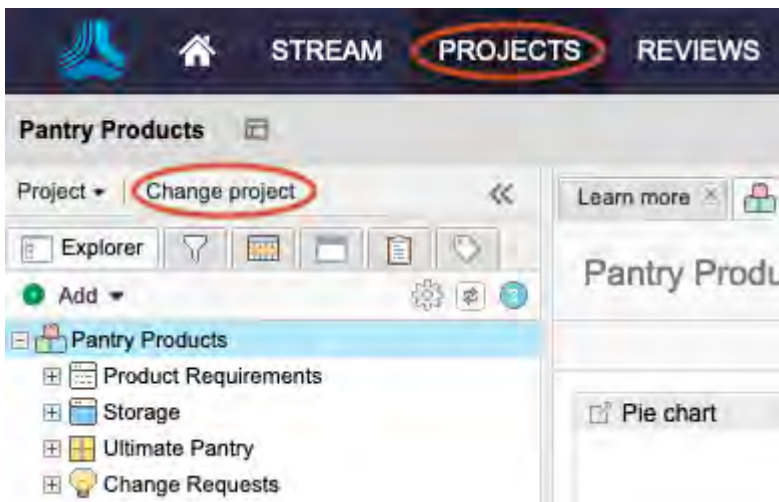 STREAM PROJECTS REVIEWS
Pantry Products
Project Change project
Learn more
Explorer
Pantry Produ
Add
Pantry Products
Product Requirements
Storage
Pie chart
Ultimate Pantry
Change Requests